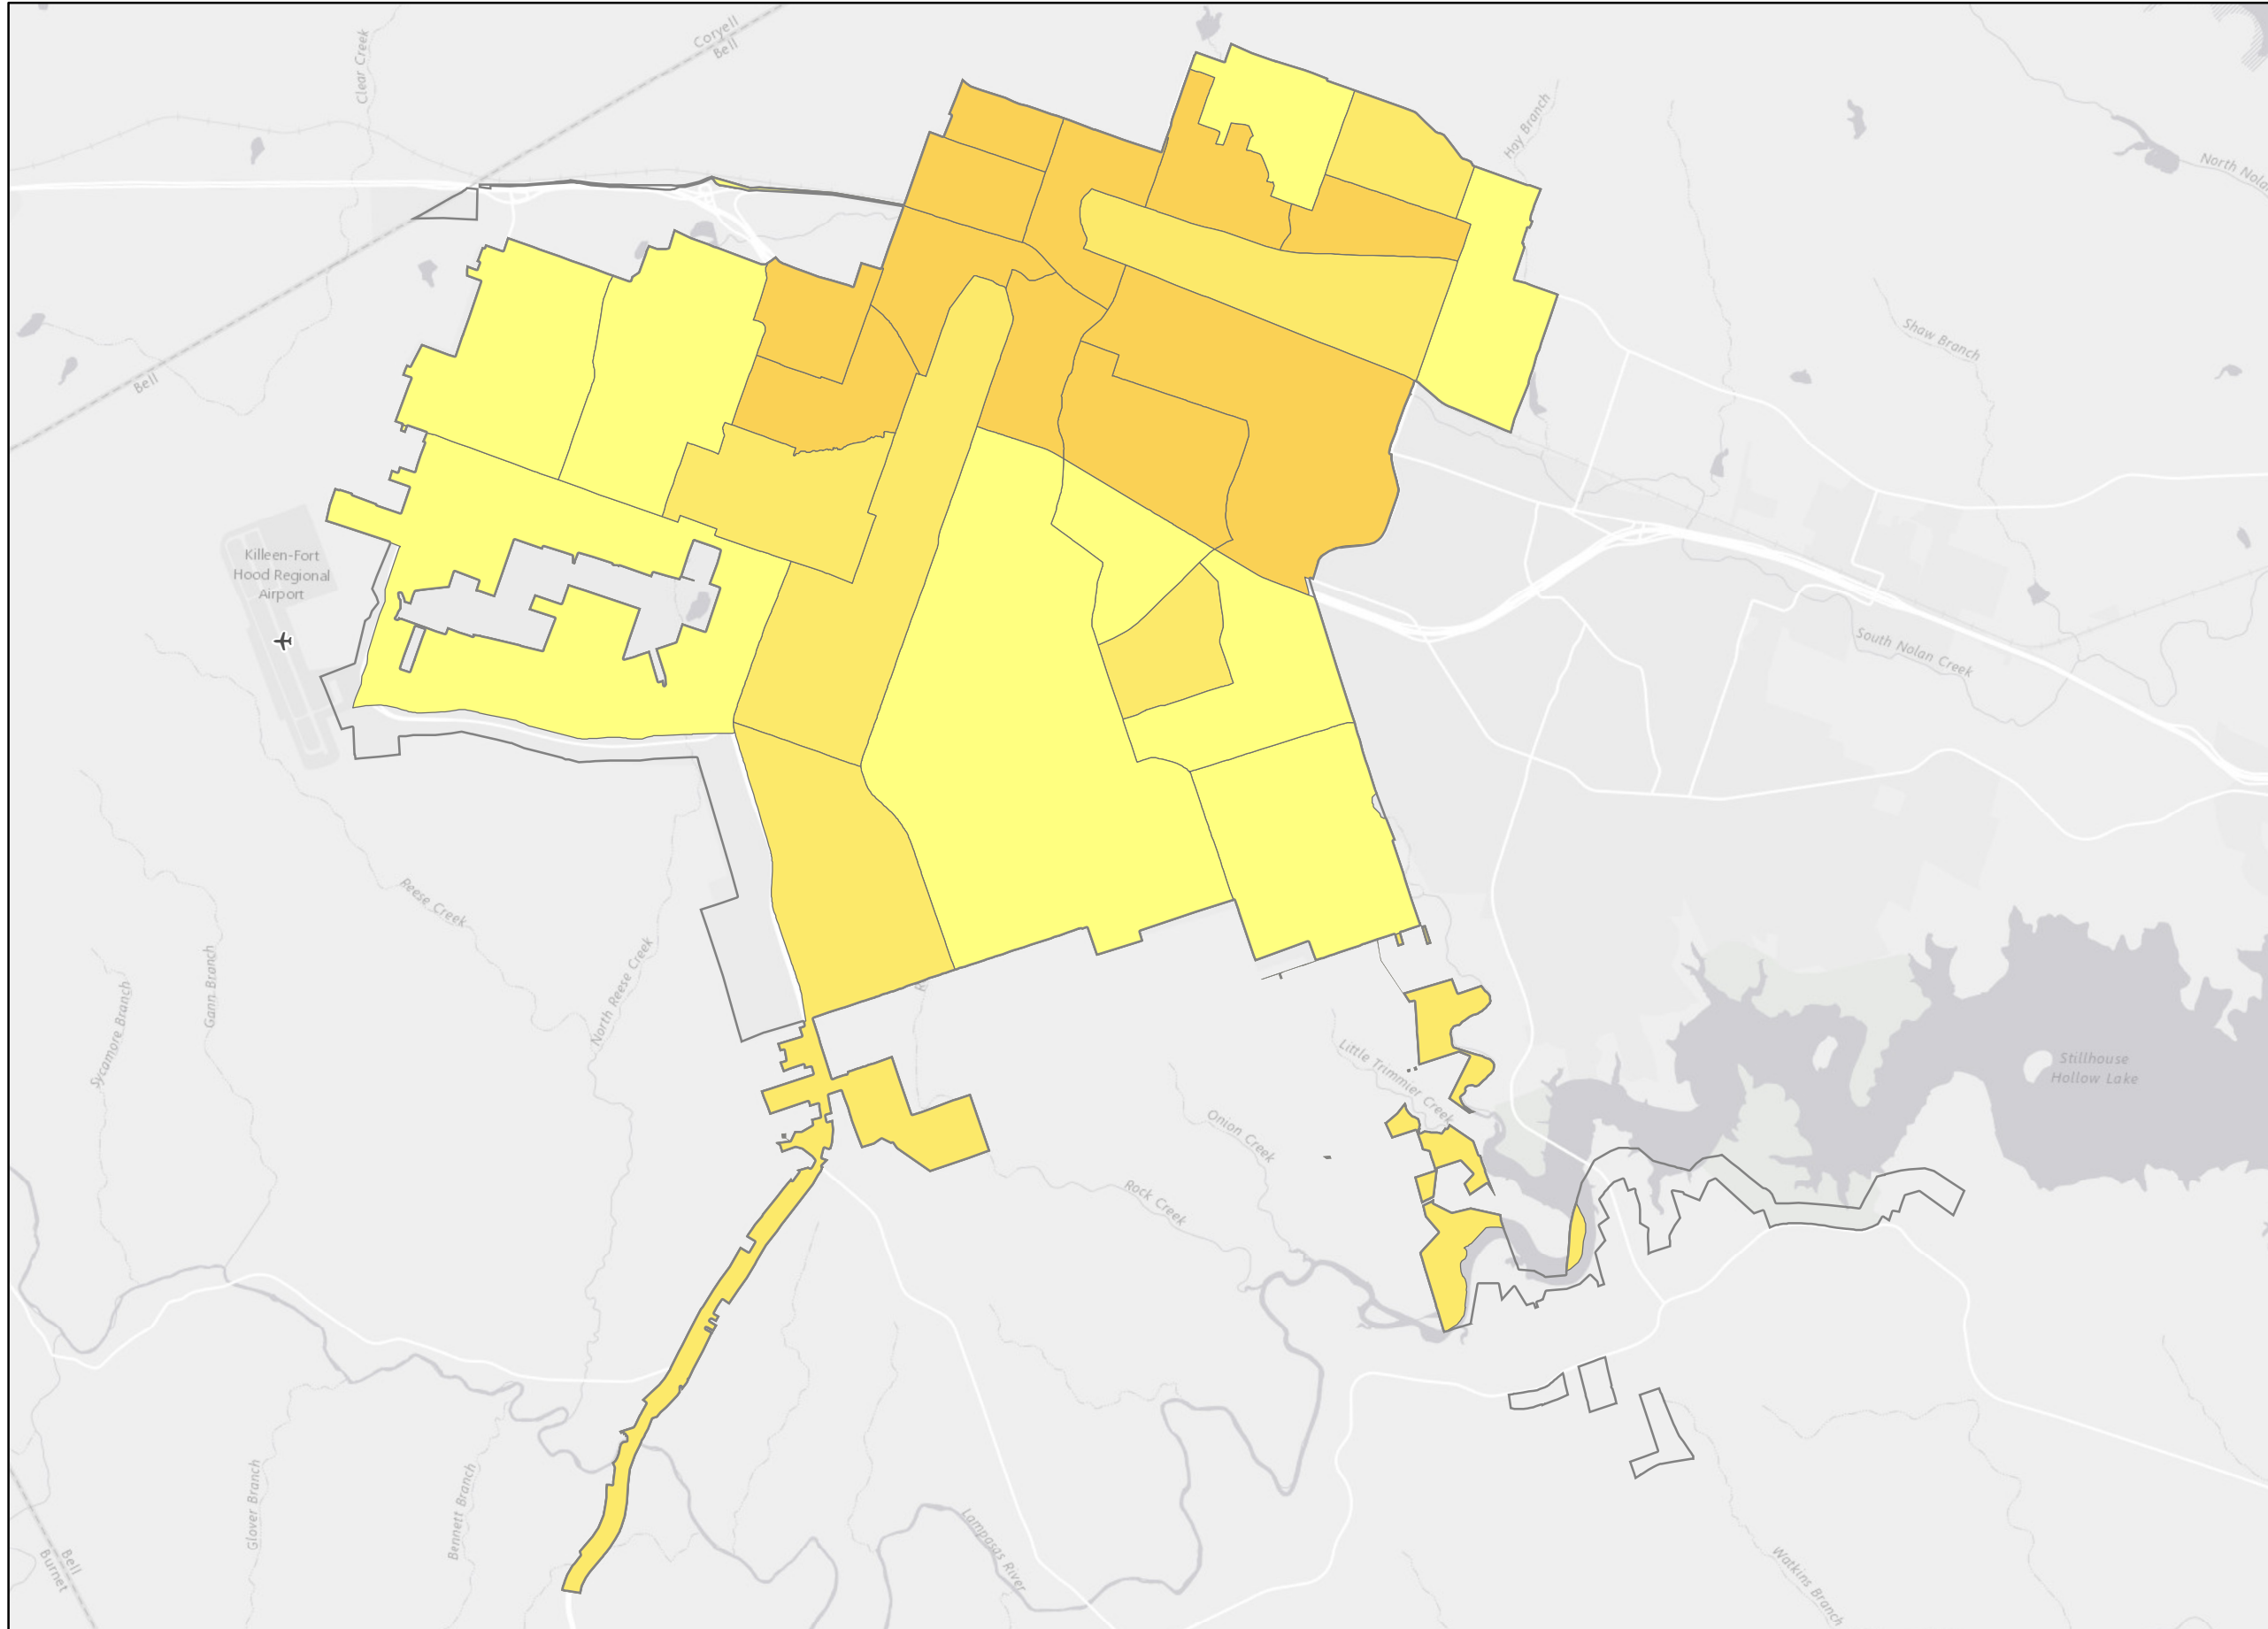 Coryell
Bell
Clear Creek
Hay Branch
North Nola
Shaw Branch
Bell
Killeen-Fort
Hood Regional
Airport
South Nolan Creek
Reese Creek
Gann Branch
Sycamore Branch
North Reese Creek
R
Little Trimmier Creek
Stillhouse
Hollow Lake
Onion Creek
Rock Creek
Glover Branch
Bennett Branch
Lampasas River
Watkins Branch
Bell
Burnet